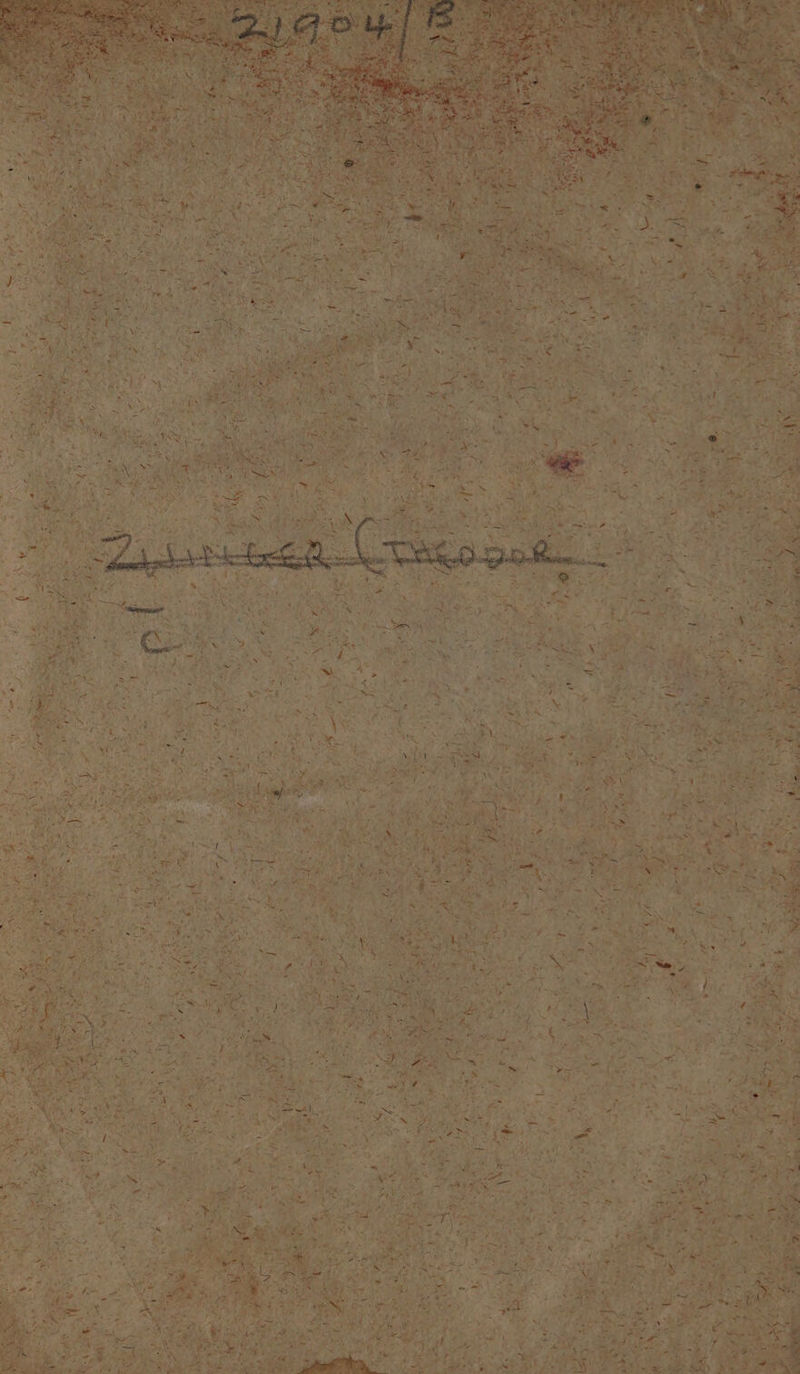 21904/B
ZWINGER (THEODOR
C